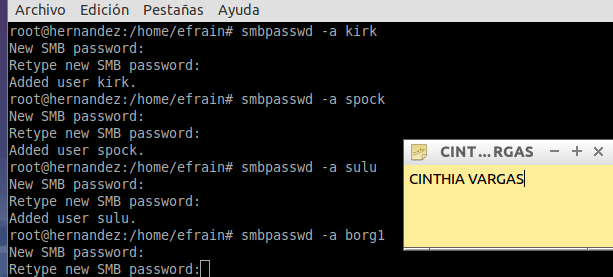 Archivo Edición Pestañas Ayuda
root@hernandez:/home/efrain# smbpasswd -a kirk
New SMB password:
Retype new SMB password:
Added user kirk.
root@hernandez:/home/efrain# smbpasswd -a spock
New SMB password:
Retype new SMB password:
Added user spock.
root@hernandez:/home/efrain# smbpasswd -a sulu
New SMB password:
Retype new SMB password:
Added user sulu.
root@hernandez:/home/efrain# smbpasswd -a borg1
New SMB password:
Retype new SMB password:
CINT...RGAS
CINTHIA VARGAS